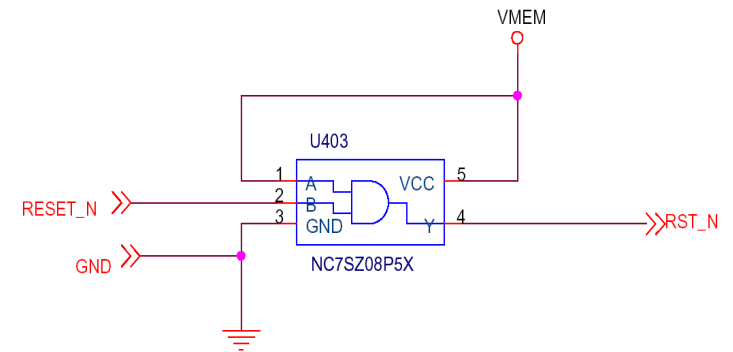 VMEM
U403
1 A VCC 5
RESET_N 2 B
3 GND Y 4 RST_N
GND
NC7SZ08P5X